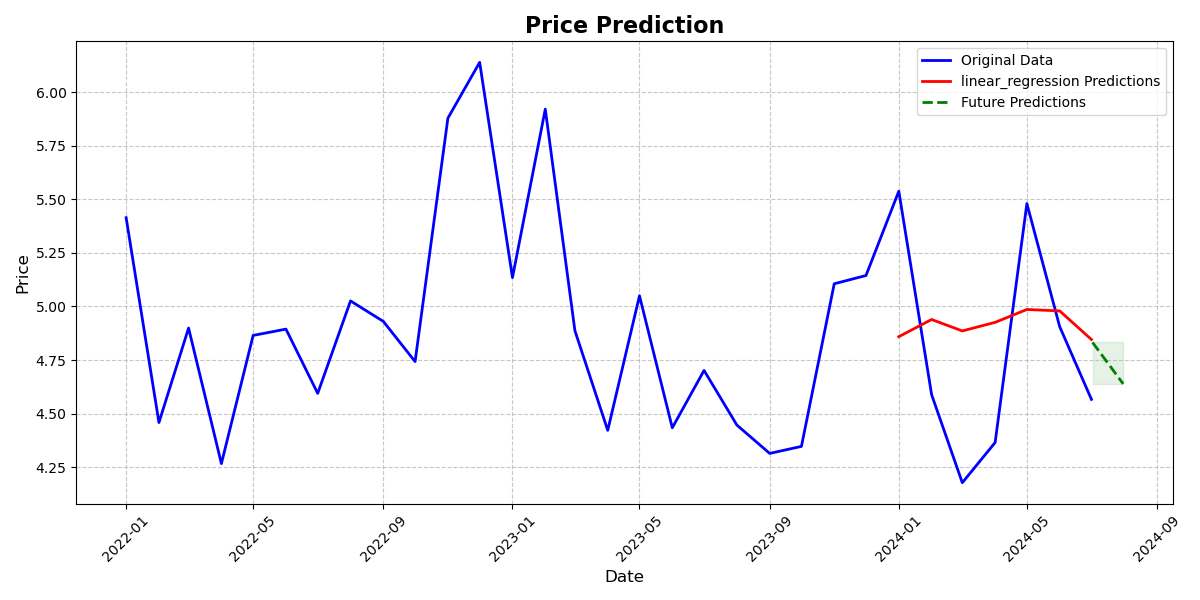 Price Prediction
Original Data
linear_regression Predictions
Future Predictions
Price
6.00
5.75
5.50
5.25
5.00
4.75
4.50
4.25
2022-01
2022-05
2022-09
2023-01
2023-05
2023-09
2024-01
2024-05
2024-09
Date